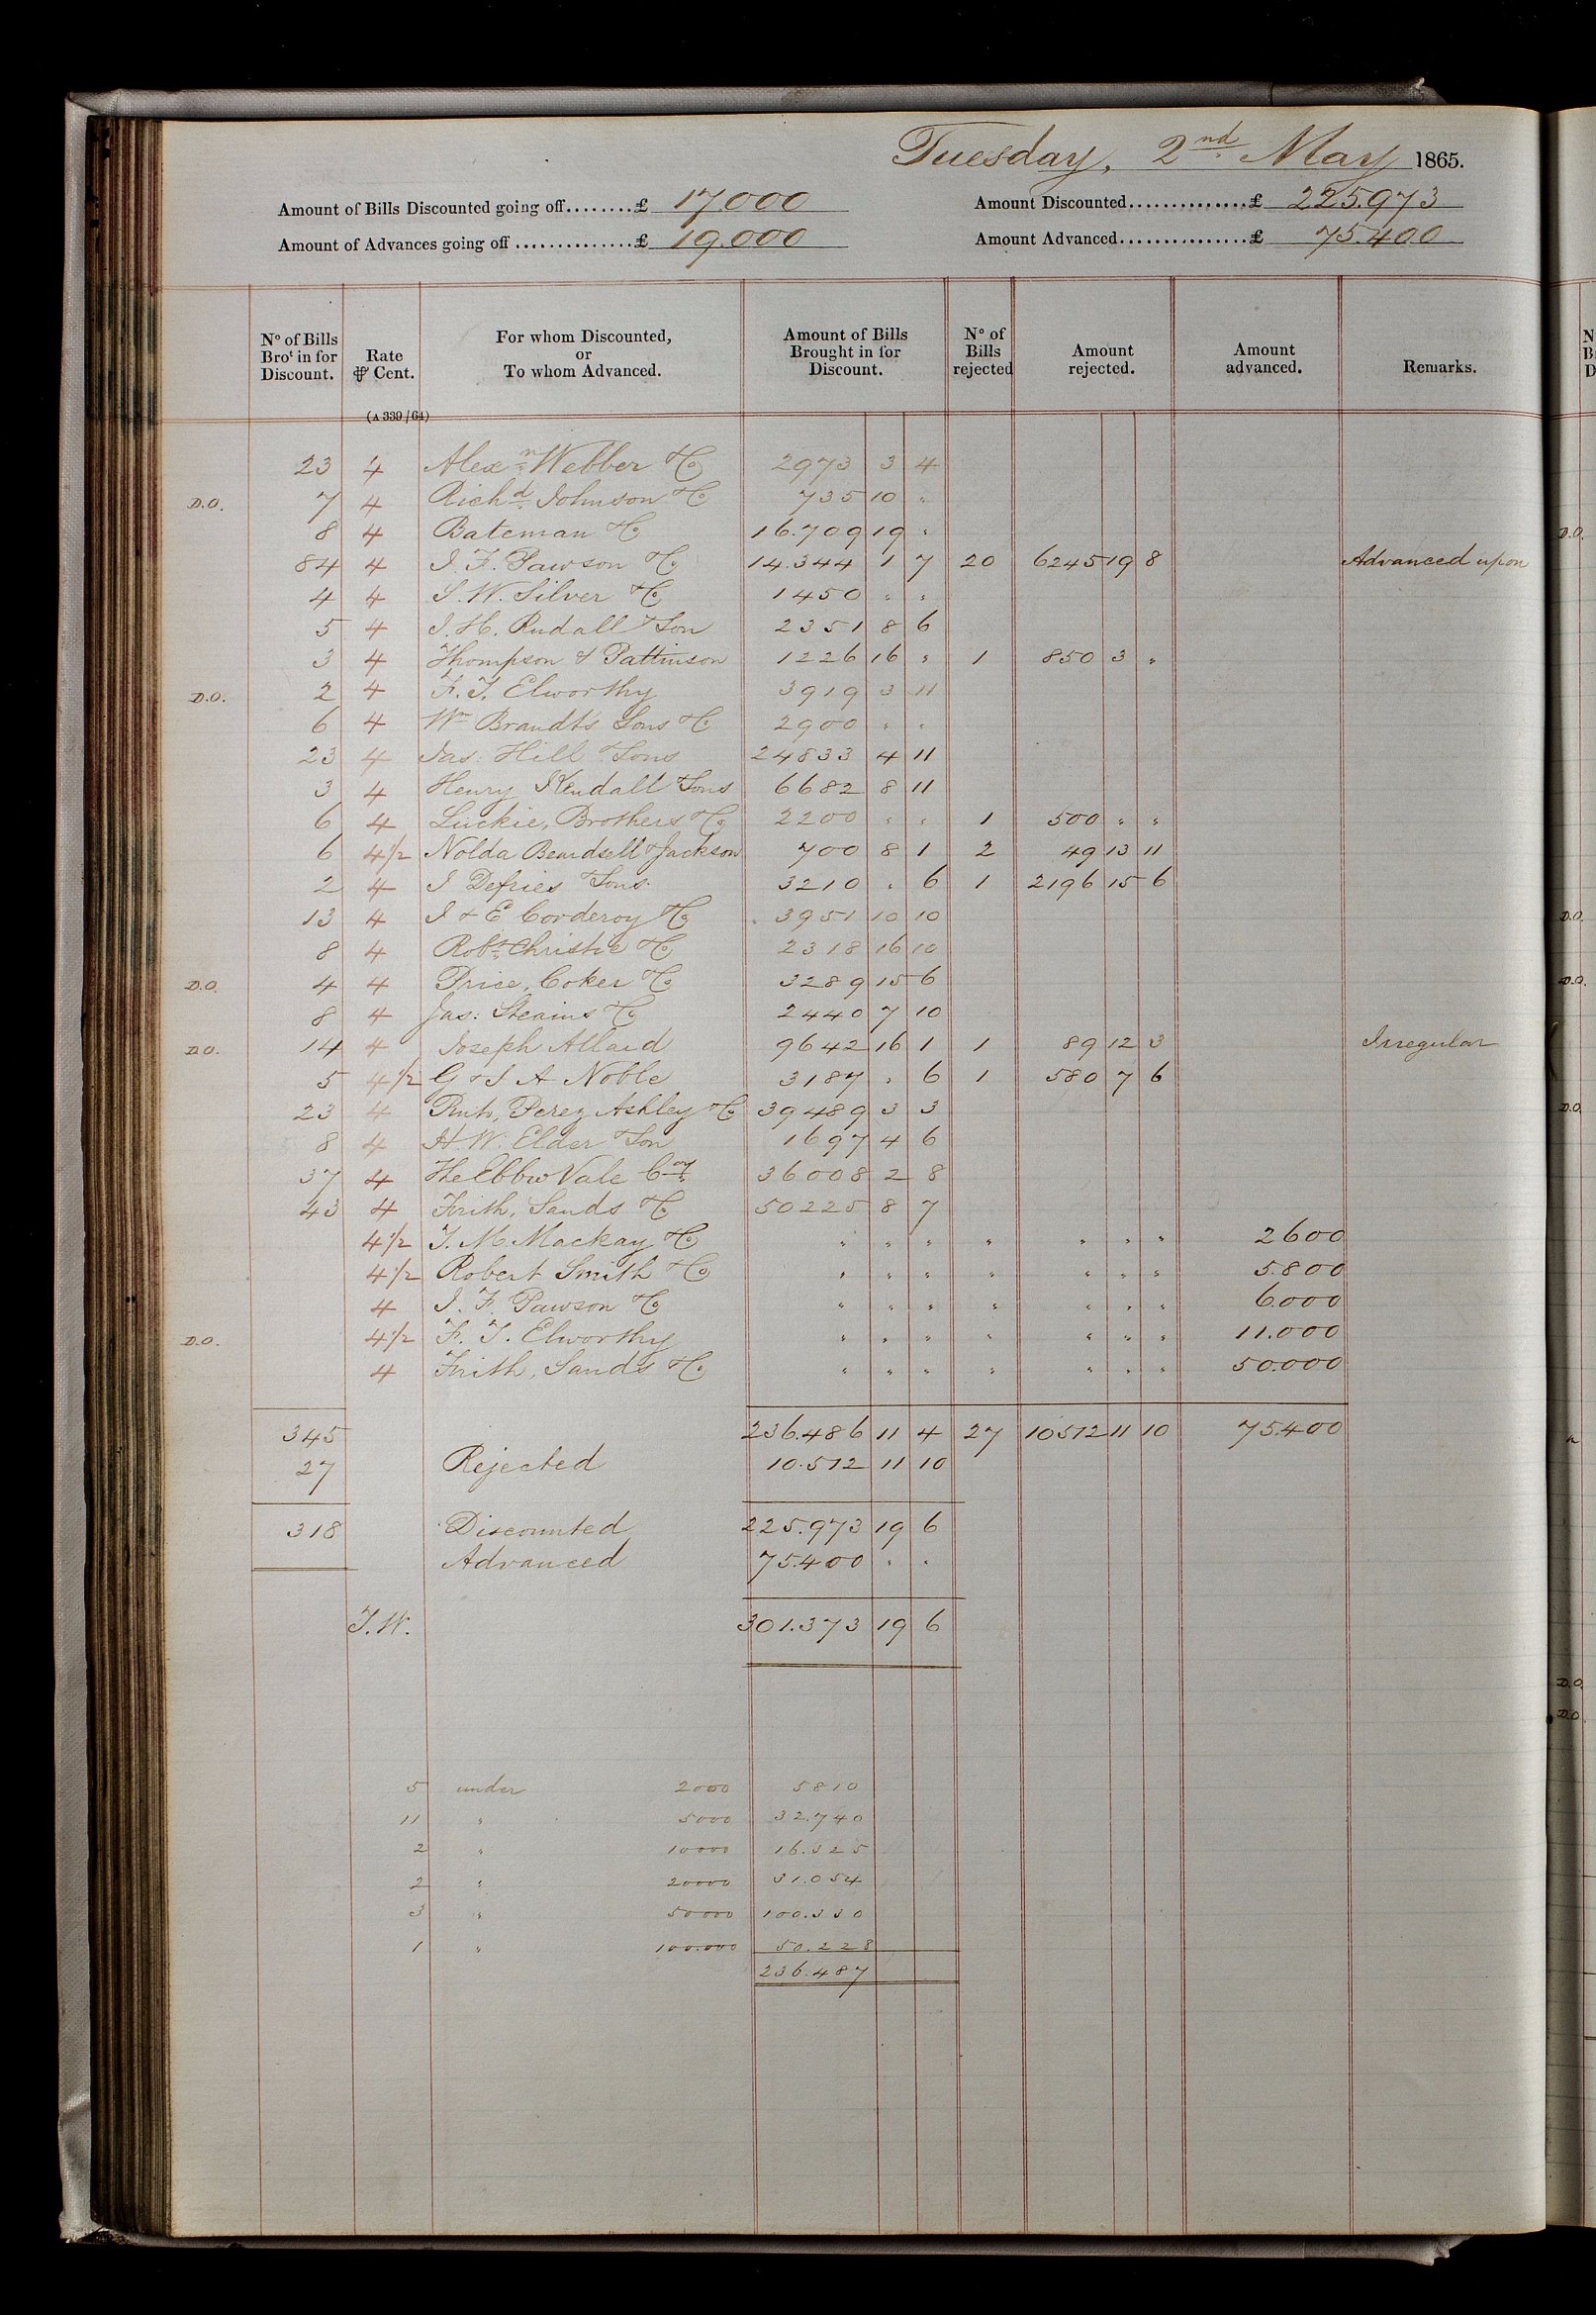 Tuesday, 2nd May 1865.
Amount of Bills Discounted going off........£ 17.000 Amount Discounted...............£ 225.973
Amount of Advances going off ..............£ 19.000 Amount Advanced................£ 75.400
No of Bills Brot in for Discount. Rate ⅌ Cent. For whom Discounted, or To whom Advanced. Amount of Bills Brought in for Discount. No of Bills rejected Amount rejected. Amount advanced. Remarks.
(A 339/64)
23 4 Alexn Webber & Co 2973 3 4
D.O. 7 4 Richd Johnson & Co 735 10 "
8 4 Bateman & Co 16.709 19 "
84 4 J. F. Pawson & Co 14.344 1 7 20 6245 19 8 Advanced upon
4 4 S. W. Silver & Co 1450 " "
5 4 J. H. Rudall & Son 2351 8 6
3 4 Thompson & Pattinson 1226 16 " 1 850 3 "
D.O. 2 4 F. T. Elworthy 3919 3 11
6 4 Wm Brandt's Sons & Co 2900 " "
23 4 Jas: Hill & Sons 24833 4 11
3 4 Henry Kendall & Sons 6682 8 11
6 4 Luckie, Brothers & Co 2200 " " 1 500 " "
6 4½ Nolda Beardsell & Jackson 700 8 1 2 49 13 11
2 4 J Defries & Sons. 3210 " 6 1 2196 15 6
13 4 J & E Corderoy & Co 3951 10 10
8 4 Robt Christie & Co 2318 16 10
D.O. 4 4 Price, Coker & Co 3289 15 6
8 4 Jas: Steains & Co 2440 7 10
D.O. 14 4 Joseph Allard 9642 16 1 1 89 12 3 Irregular
5 4½ G & J A Noble 3187 " 6 1 580 7 6
23 4 Perez Ashley & Co 39489 3 3
8 4 H. W. Elder & Son 1697 4 6
37 4 The Ebbw Vale Coy. 36008 2 8
43 4 Frith, Sands & Co 50225 8 7
4½ T. M. Mackay & Co " " " " " " " 2600
4½ Robert Smith & Co " " " " " " " 5.800
4 J. F. Pawson & Co " " " " " " " 6.000
D.O. 4½ F. T. Elworthy " " " " " " " 11.000
4 Frith, Sands & Co " " " " " " " 50.000
345 236.486 11 4 27 10512 11 10 75.400
27 Rejected 10.512 11 10
318 Discounted 225.973 19 6
Advanced 75.400 " "
T.W. 301.373 19 6
5 under 2000 5810
11 " 5000 32.740
2 " 10000 16.325
2 " 20000 31.054
3 " 50000 100.330
1 " 100.000 50.228
236.487